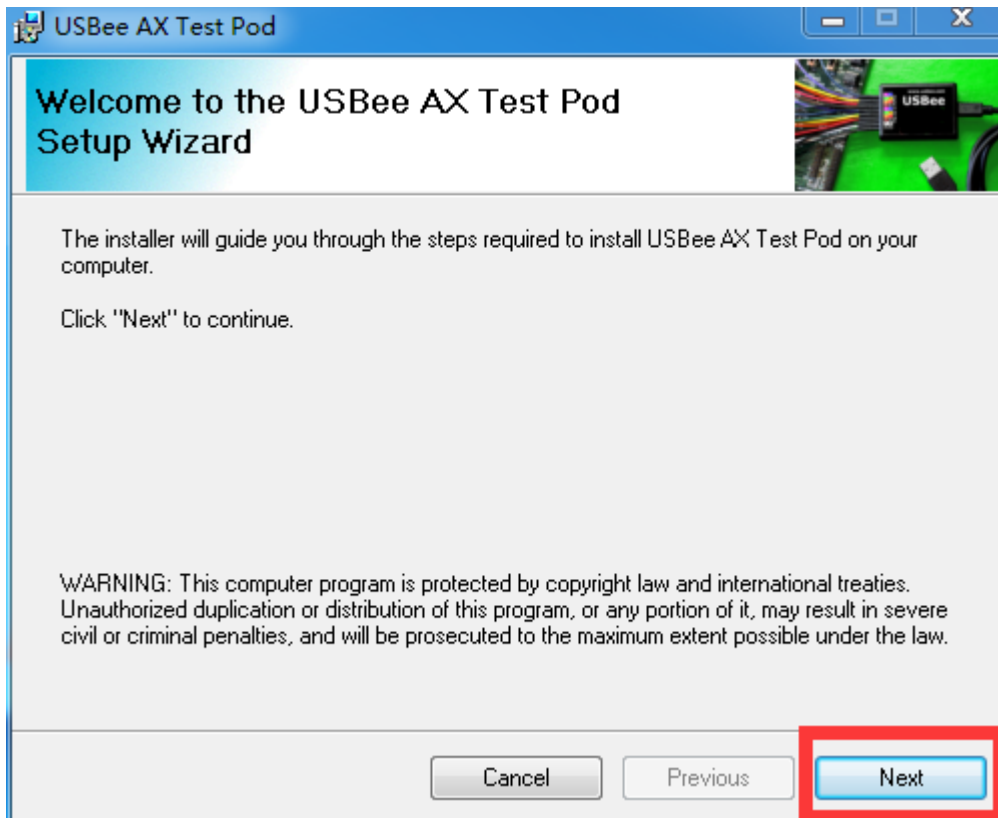 USBee AX Test Pod
Welcome to the USBee AX Test Pod
Setup Wizard
USBee
The installer will guide you through the steps required to install USBee AX Test Pod on your
computer.
Click "Next" to continue.
WARNING: This computer program is protected by copyright law and international treaties.
Unauthorized duplication or distribution of this program, or any portion of it, may result in severe
civil or criminal penalties, and will be prosecuted to the maximum extent possible under the law.
Cancel
Previous
Next